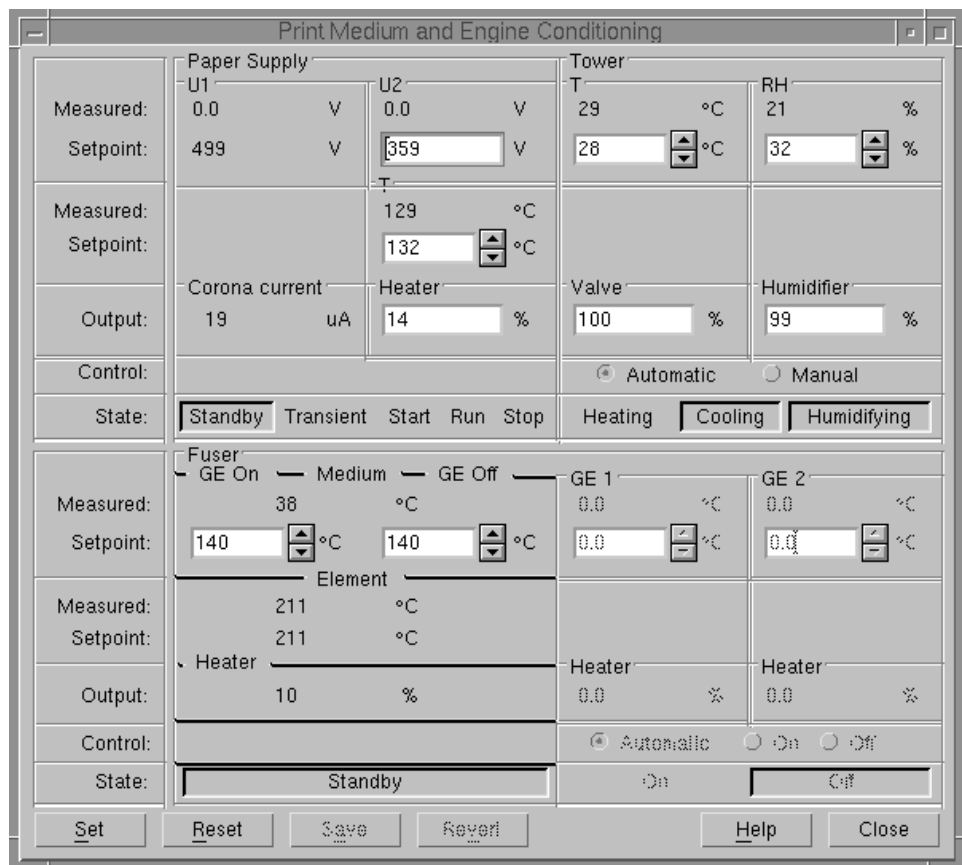 Print Medium and Engine Conditioning
Paper Supply Tower
U1 U2 T RH
Measured: 0.0 V 0.0 V 29 °C 21 %
Setpoint: 499 V 359 V 28 °C 32 %
T
Measured: 129 °C
Setpoint: 132 °C
Corona current Heater Valve Humidifier
Output: 19 uA 14 % 100 % 99 %
Control: Automatic Manual
State: Standby Transient Start Run Stop Heating Cooling Humidifying
Fuser
GE On Medium GE Off GE 1 GE 2
Measured: 38 °C 0.0 °C 0.0 °C
Setpoint: 140 °C 140 °C 0.0 °C 0.0 °C
Element
Measured: 211 °C
Setpoint: 211 °C
Heater Heater Heater
Output: 10 % 0.0 % 0.0 %
Control: Automatic On Off
State: Standby On Off
Set Reset Save Revert Help Close